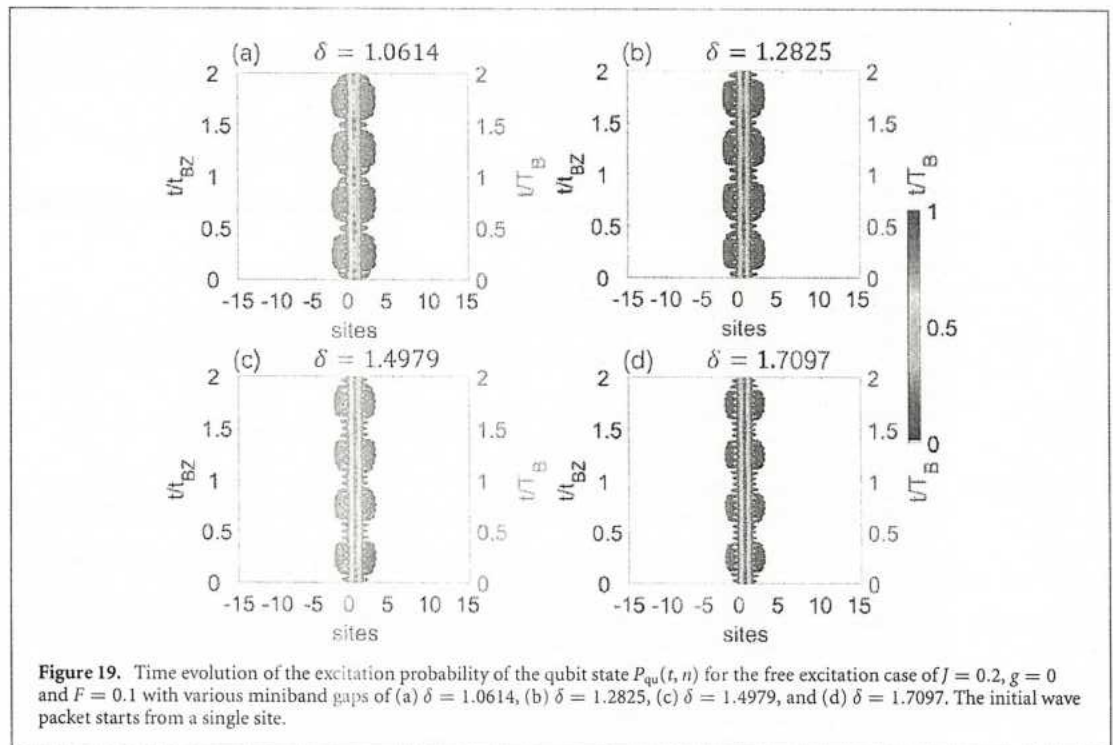 (a) δ = 1.0614
2
1.5
1
0.5
0
t/t_BZ
2
1.5
1
0.5
0
t/T_B
-15 -10 -5 0 5 10 15
sites
(b) δ = 1.2825
2
1.5
1
0.5
0
t/t_BZ
2
1.5
1
0.5
0
t/T_B
-15 -10 -5 0 5 10 15
sites
1
0.5
0
(c) δ = 1.4979
2
1.5
1
0.5
0
t/t_BZ
2
1.5
1
0.5
0
t/T_B
-15 -10 -5 0 5 10 15
sites
(d) δ = 1.7097
2
1.5
1
0.5
0
t/t_BZ
2
1.5
1
0.5
0
t/T_B
-15 -10 -5 0 5 10 15
sites
Figure 19. Time evolution of the excitation probability of the qubit state P_qu(t, n) for the free excitation case of J = 0.2, g = 0
and F = 0.1 with various miniband gaps of (a) δ = 1.0614, (b) δ = 1.2825, (c) δ = 1.4979, and (d) δ = 1.7097. The initial wave
packet starts from a single site.